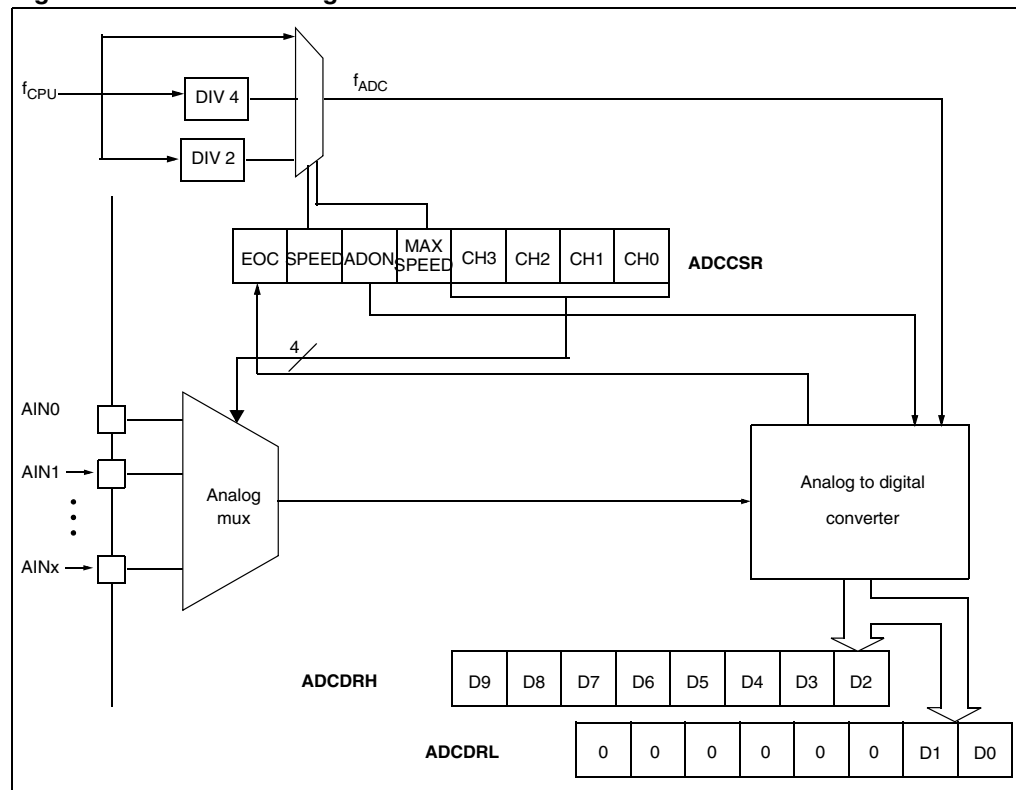 fCPU
DIV 4
DIV 2
fADC
EOC SPEED ADON MAX SPEED CH3 CH2 CH1 CH0
ADCCSR
4
AIN0
AIN1
AINx
Analog
mux
Analog to digital
converter
ADCDRH
D9 D8 D7 D6 D5 D4 D3 D2
ADCDRL
0 0 0 0 0 0 D1 D0